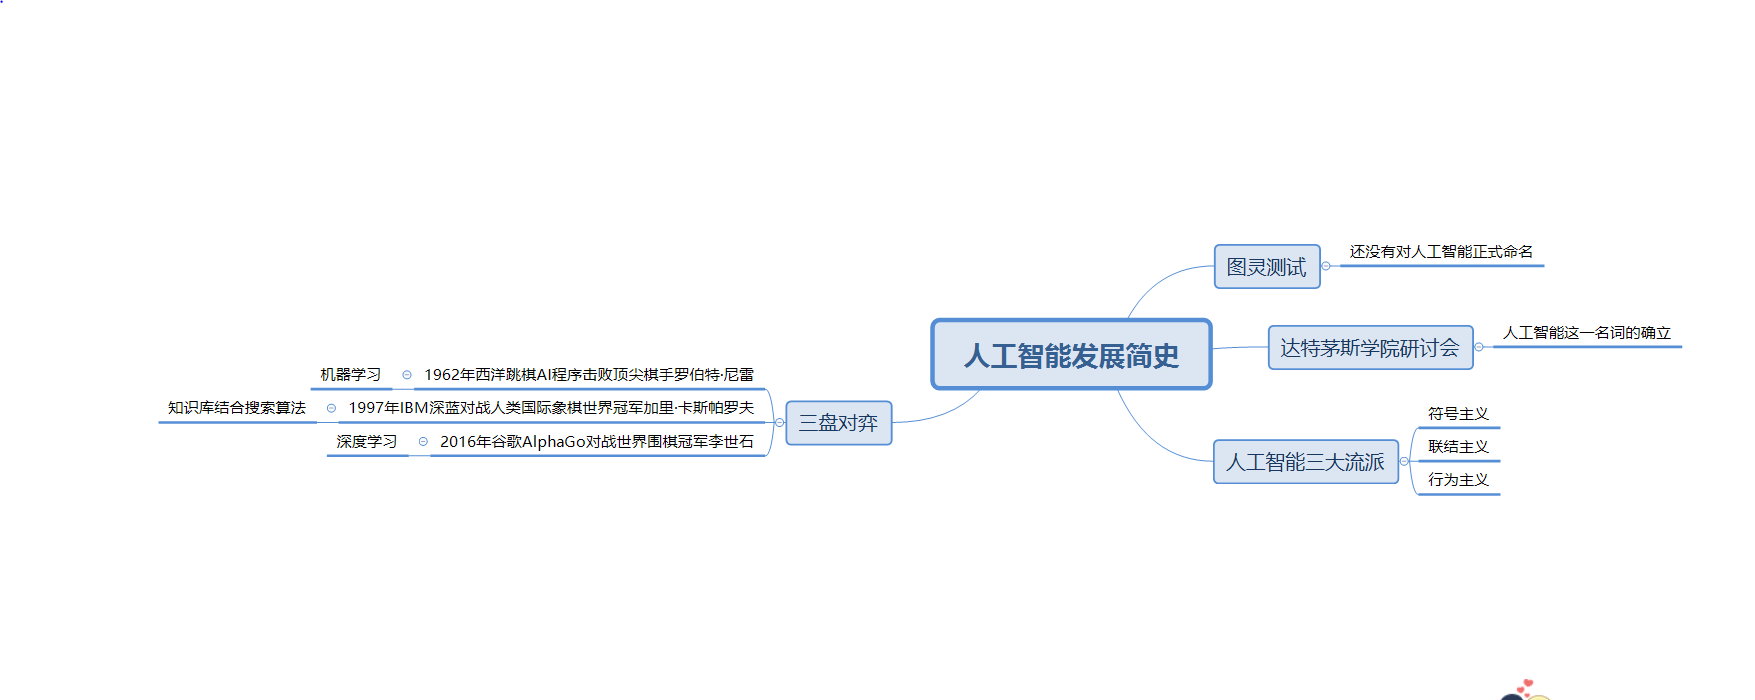 人工智能发展简史
图灵测试
还没有对人工智能正式命名
达特茅斯学院研讨会
人工智能这一名词的确立
人工智能三大流派
符号主义
联结主义
行为主义
三盘对弈
1962年西洋跳棋AI程序击败顶尖棋手罗伯特·尼雷
机器学习
1997年IBM深蓝对战人类国际象棋世界冠军加里·卡斯帕罗夫
知识库结合搜索算法
2016年谷歌AlphaGo对战世界围棋冠军李世石
深度学习